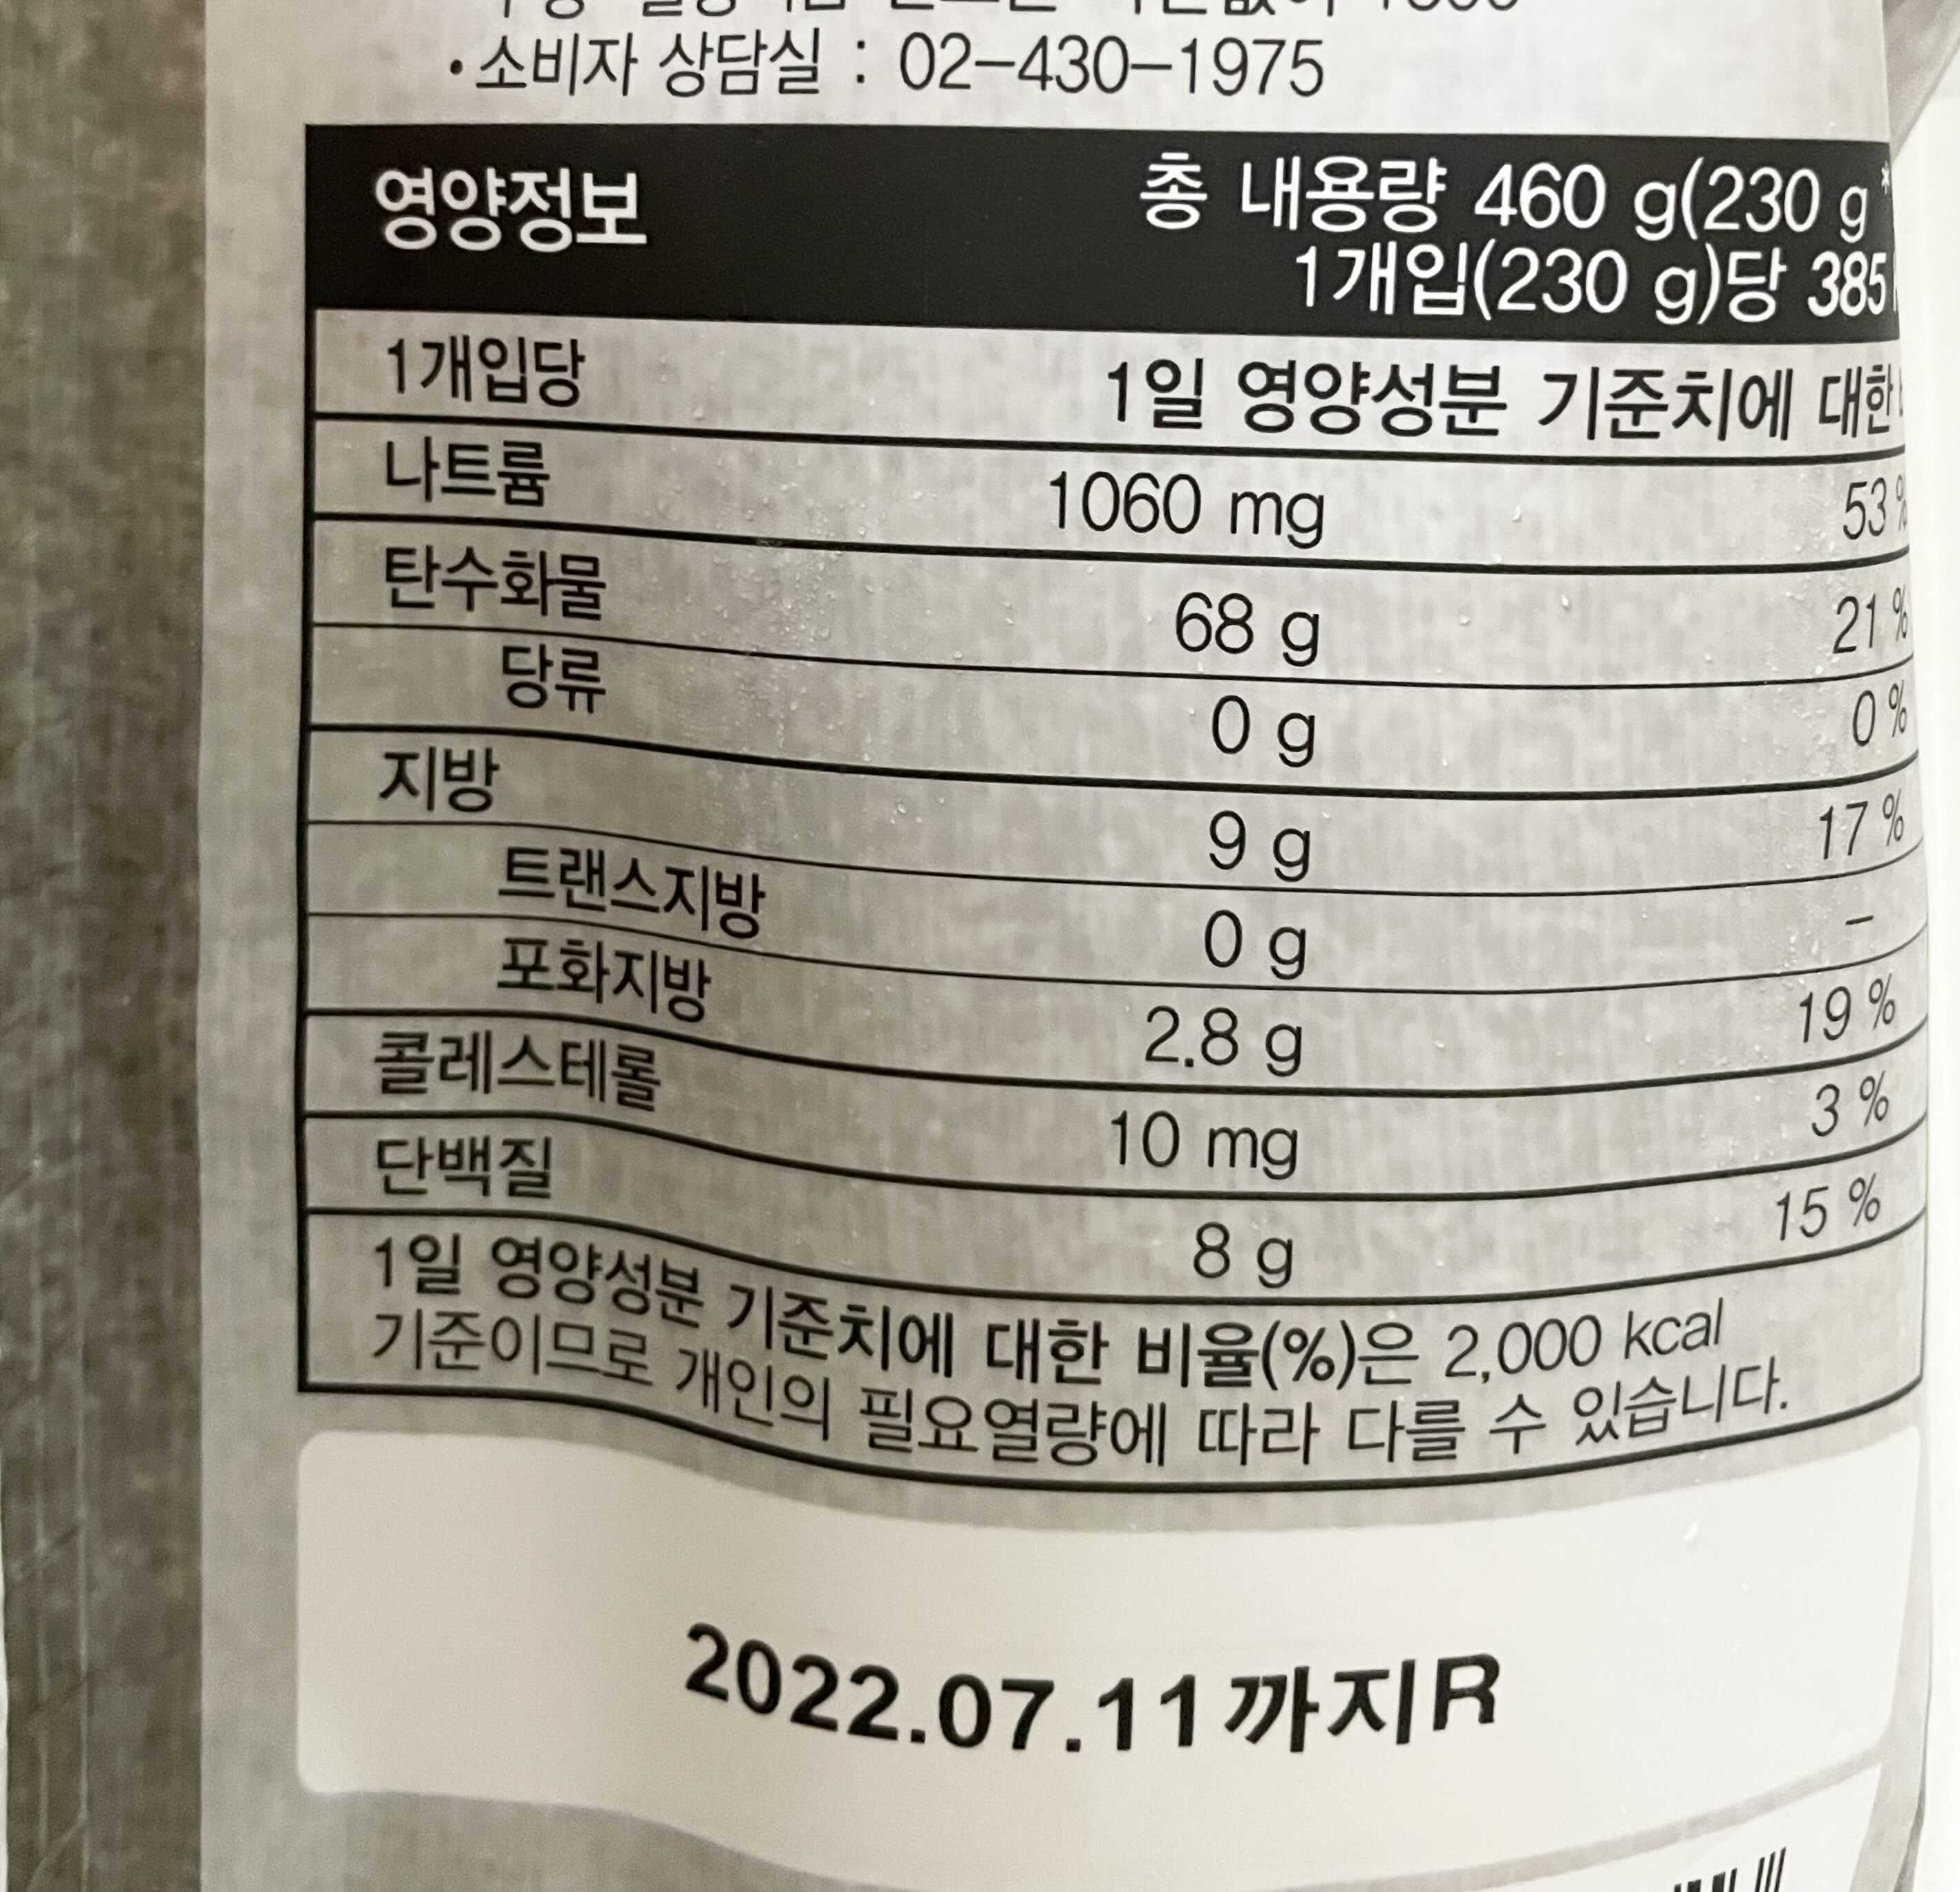 ·소비자 상담실 : 02-430-1975
영양정보
총 내용량 460 g(230 g*
1개입(230 g)당 385
1개입당 1일 영양성분 기준치에 대한
나트륨 1060 mg 53 %
탄수화물 68 g 21 %
당류 0 g 0 %
지방 9 g 17 %
트랜스지방 0 g –
포화지방 2.8 g 19 %
콜레스테롤 10 mg 3 %
단백질 8 g 15 %
1일 영양성분 기준치에 대한 비율(%)은 2,000 kcal
기준이므로 개인의 필요열량에 따라 다를 수 있습니다.
2022.07.11까지R